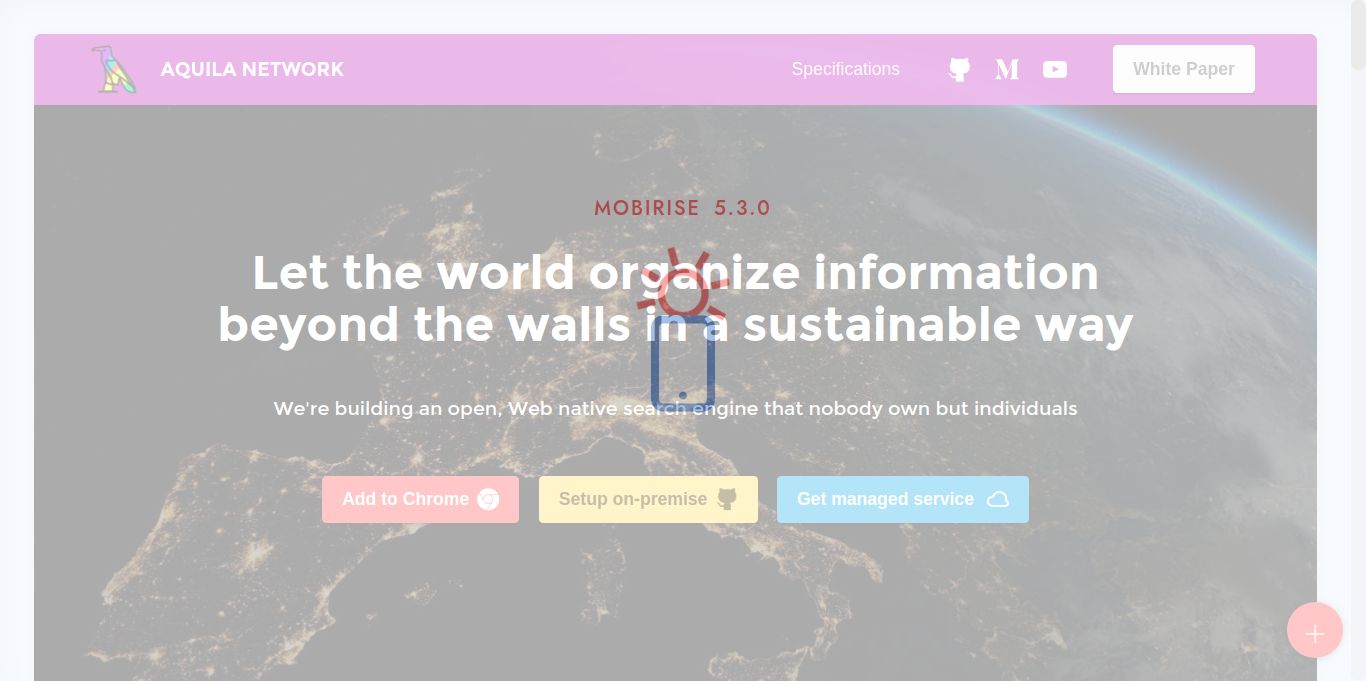 AQUILA NETWORK
Specifications
White Paper
MOBIRISE 5.3.0
Let the world organize information
beyond the walls in a sustainable way
We're building an open, Web native search engine that nobody own but individuals
Add to Chrome
Setup on-premise
Get managed service